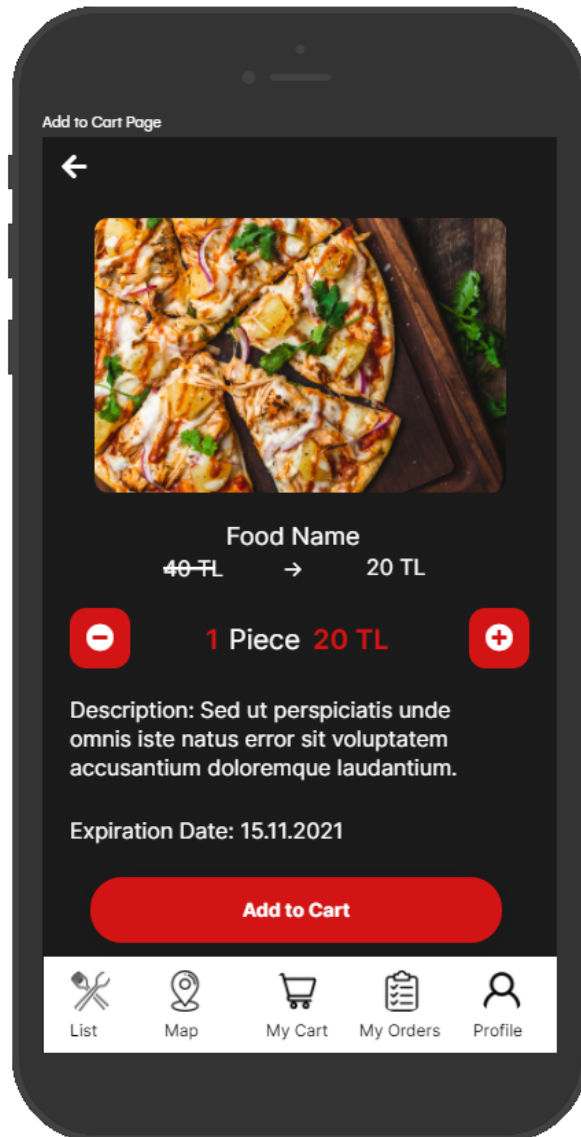 Add to Cart Page
Food Name
40 TL → 20 TL
1 Piece 20 TL
Description: Sed ut perspiciatis unde
omnis iste natus error sit voluptatem
accusantium doloremque laudantium.
Expiration Date: 15.11.2021
Add to Cart
List Map My Cart My Orders Profile